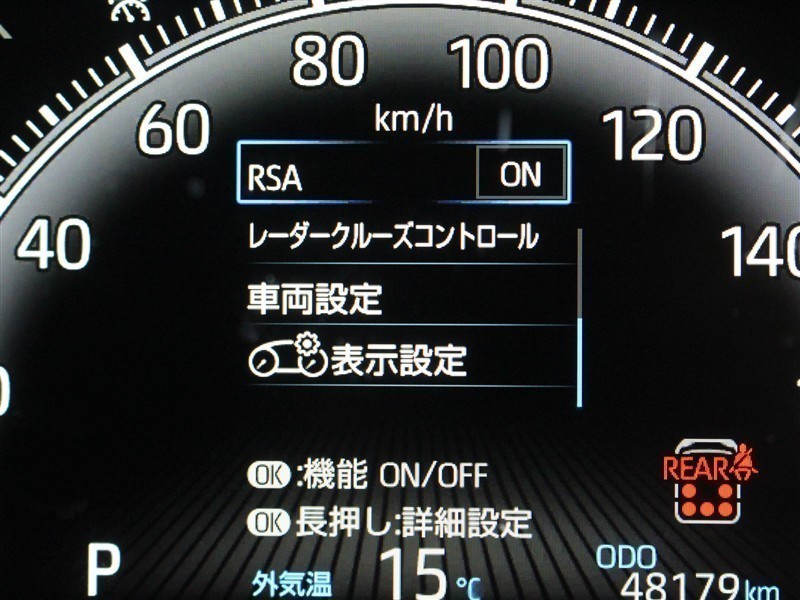 80 100
km/h
60 120
RSA ON
レーダークルーズコントロール
40 140
車両設定
表示設定
OK:機能 ON/OFF
REAR
OK長押し:詳細設定
P 外気温 15℃ ODO 48179km